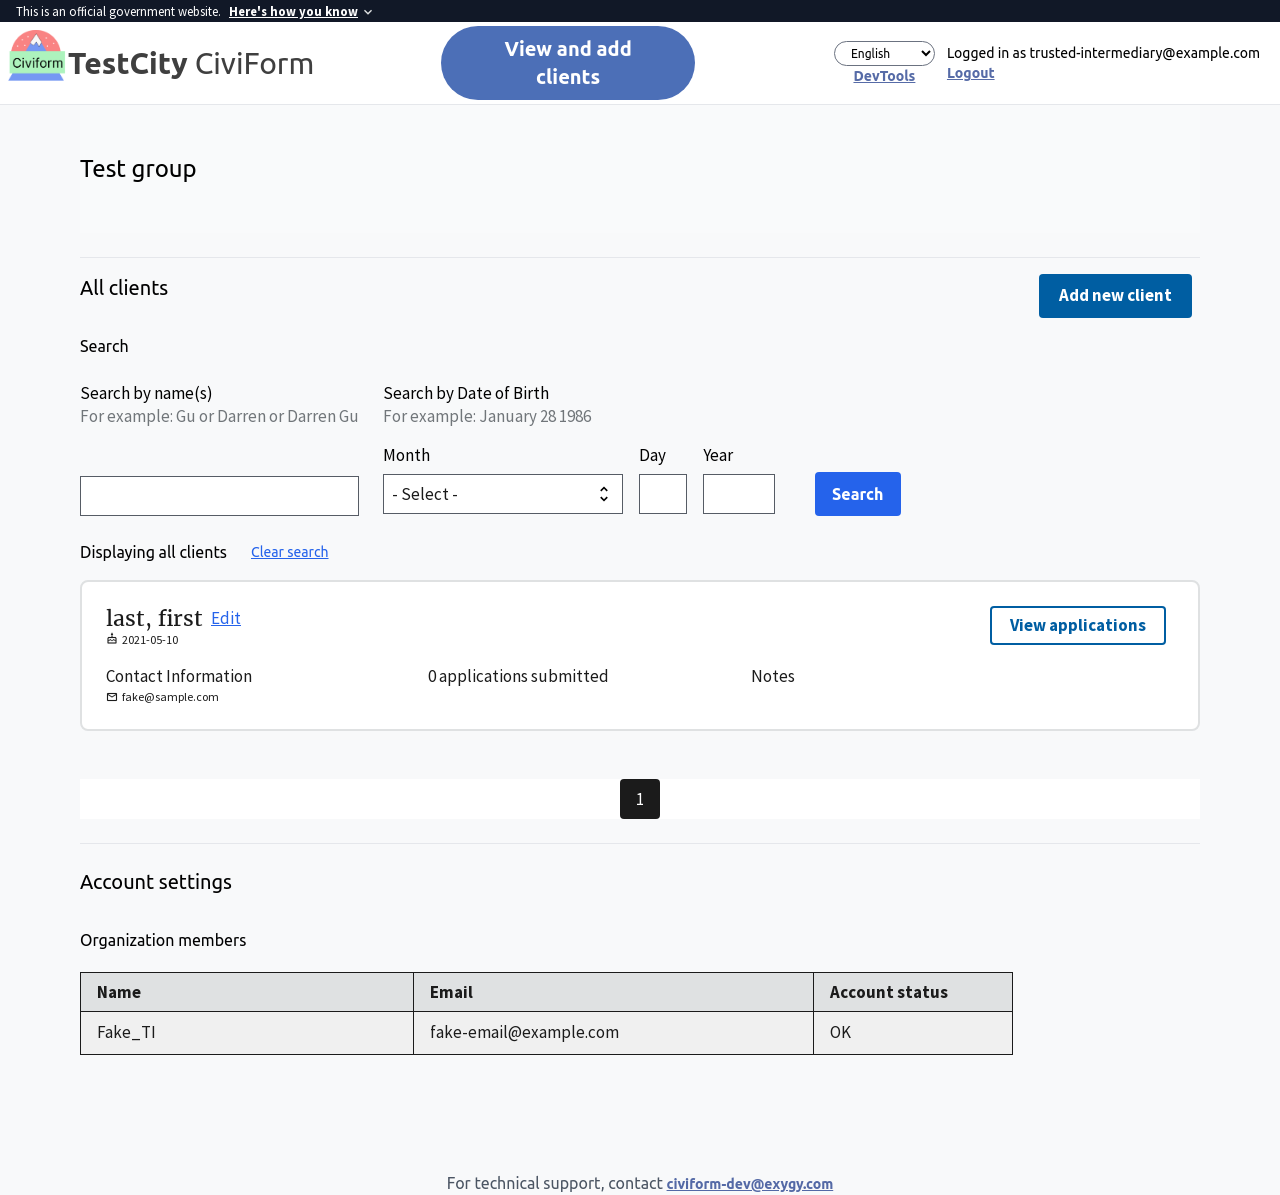 This is an official government website. Here's how you know
Civiform
TestCity CiviForm
View and add
clients
English
DevTools
Logged in as trusted-intermediary@example.com
Logout
Test group
All clients
Add new client
Search
Search by name(s)
For example: Gu or Darren or Darren Gu
Search by Date of Birth
For example: January 28 1986
Month
Day
Year
- Select -
Search
Displaying all clients
Clear search
last, first Edit
2021-05-10
View applications
Contact Information
0 applications submitted
Notes
fake@sample.com
1
Account settings
Organization members
Name Email Account status
Fake_TI fake-email@example.com OK
For technical support, contact civiform-dev@exygy.com